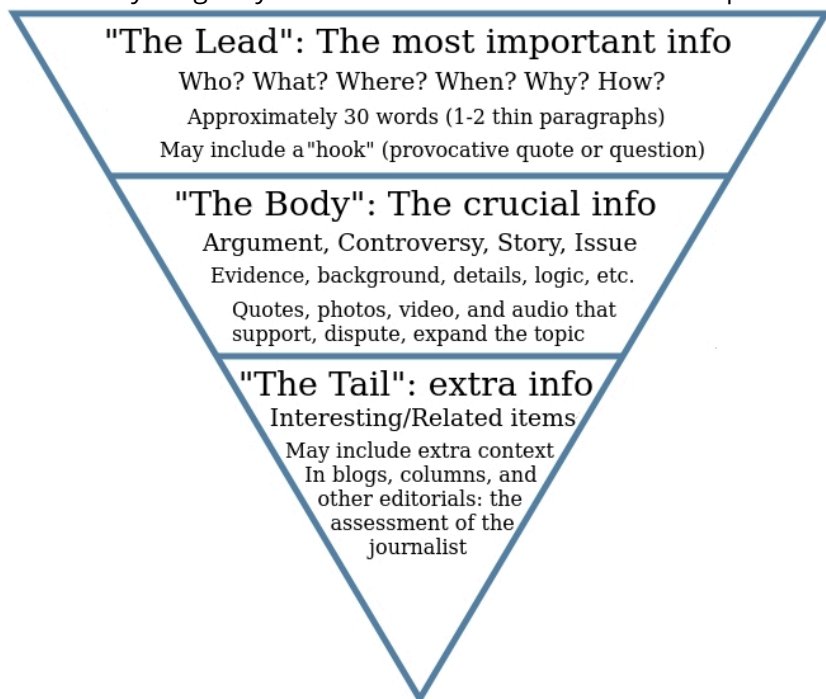 "The Lead": The most important info
Who? What? Where? When? Why? How?
Approximately 30 words (1-2 thin paragraphs)
May include a "hook" (provocative quote or question)
"The Body": The crucial info
Argument, Controversy, Story, Issue
Evidence, background, details, logic, etc.
Quotes, photos, video, and audio that
support, dispute, expand the topic
"The Tail": extra info
Interesting/Related items
May include extra context
In blogs, columns, and
other editorials: the
assessment of the
journalist